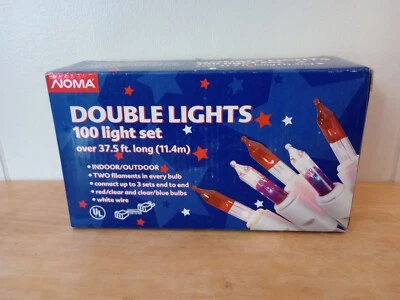 NOMA
DOUBLE LIGHTS
100 light set
over 37.5 ft. long (11.4m)
• INDOOR/OUTDOOR
• TWO filaments in every bulb
• connect up to 3 sets end to end
• red/clear and clear/blue bulbs
• white wire
UL